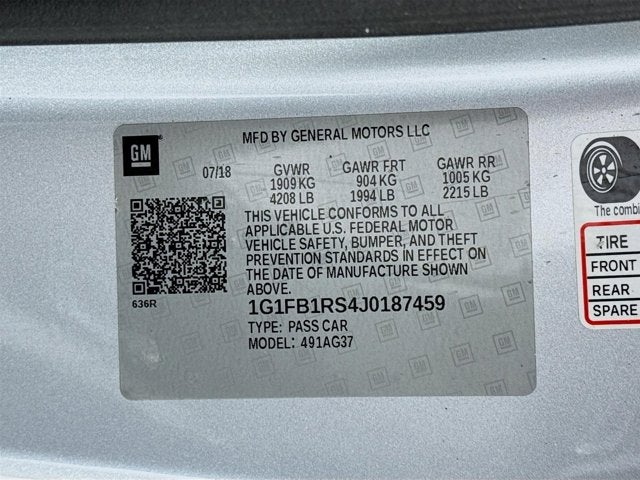 GM
MFD BY GENERAL MOTORS LLC
07/18 GVWR GAWR FRT GAWR RR
1909 KG 904 KG 1005 KG
4208 LB 1994 LB 2215 LB
THIS VEHICLE CONFORMS TO ALL
APPLICABLE U.S. FEDERAL MOTOR
VEHICLE SAFETY, BUMPER, AND THEFT
PREVENTION STANDARDS IN EFFECT ON
THE DATE OF MANUFACTURE SHOWN
ABOVE.
636R
1G1FB1RS4J0187459
TYPE: PASS CAR
MODEL: 491AG37
The combi
TIRE
FRONT
REAR
SPARE